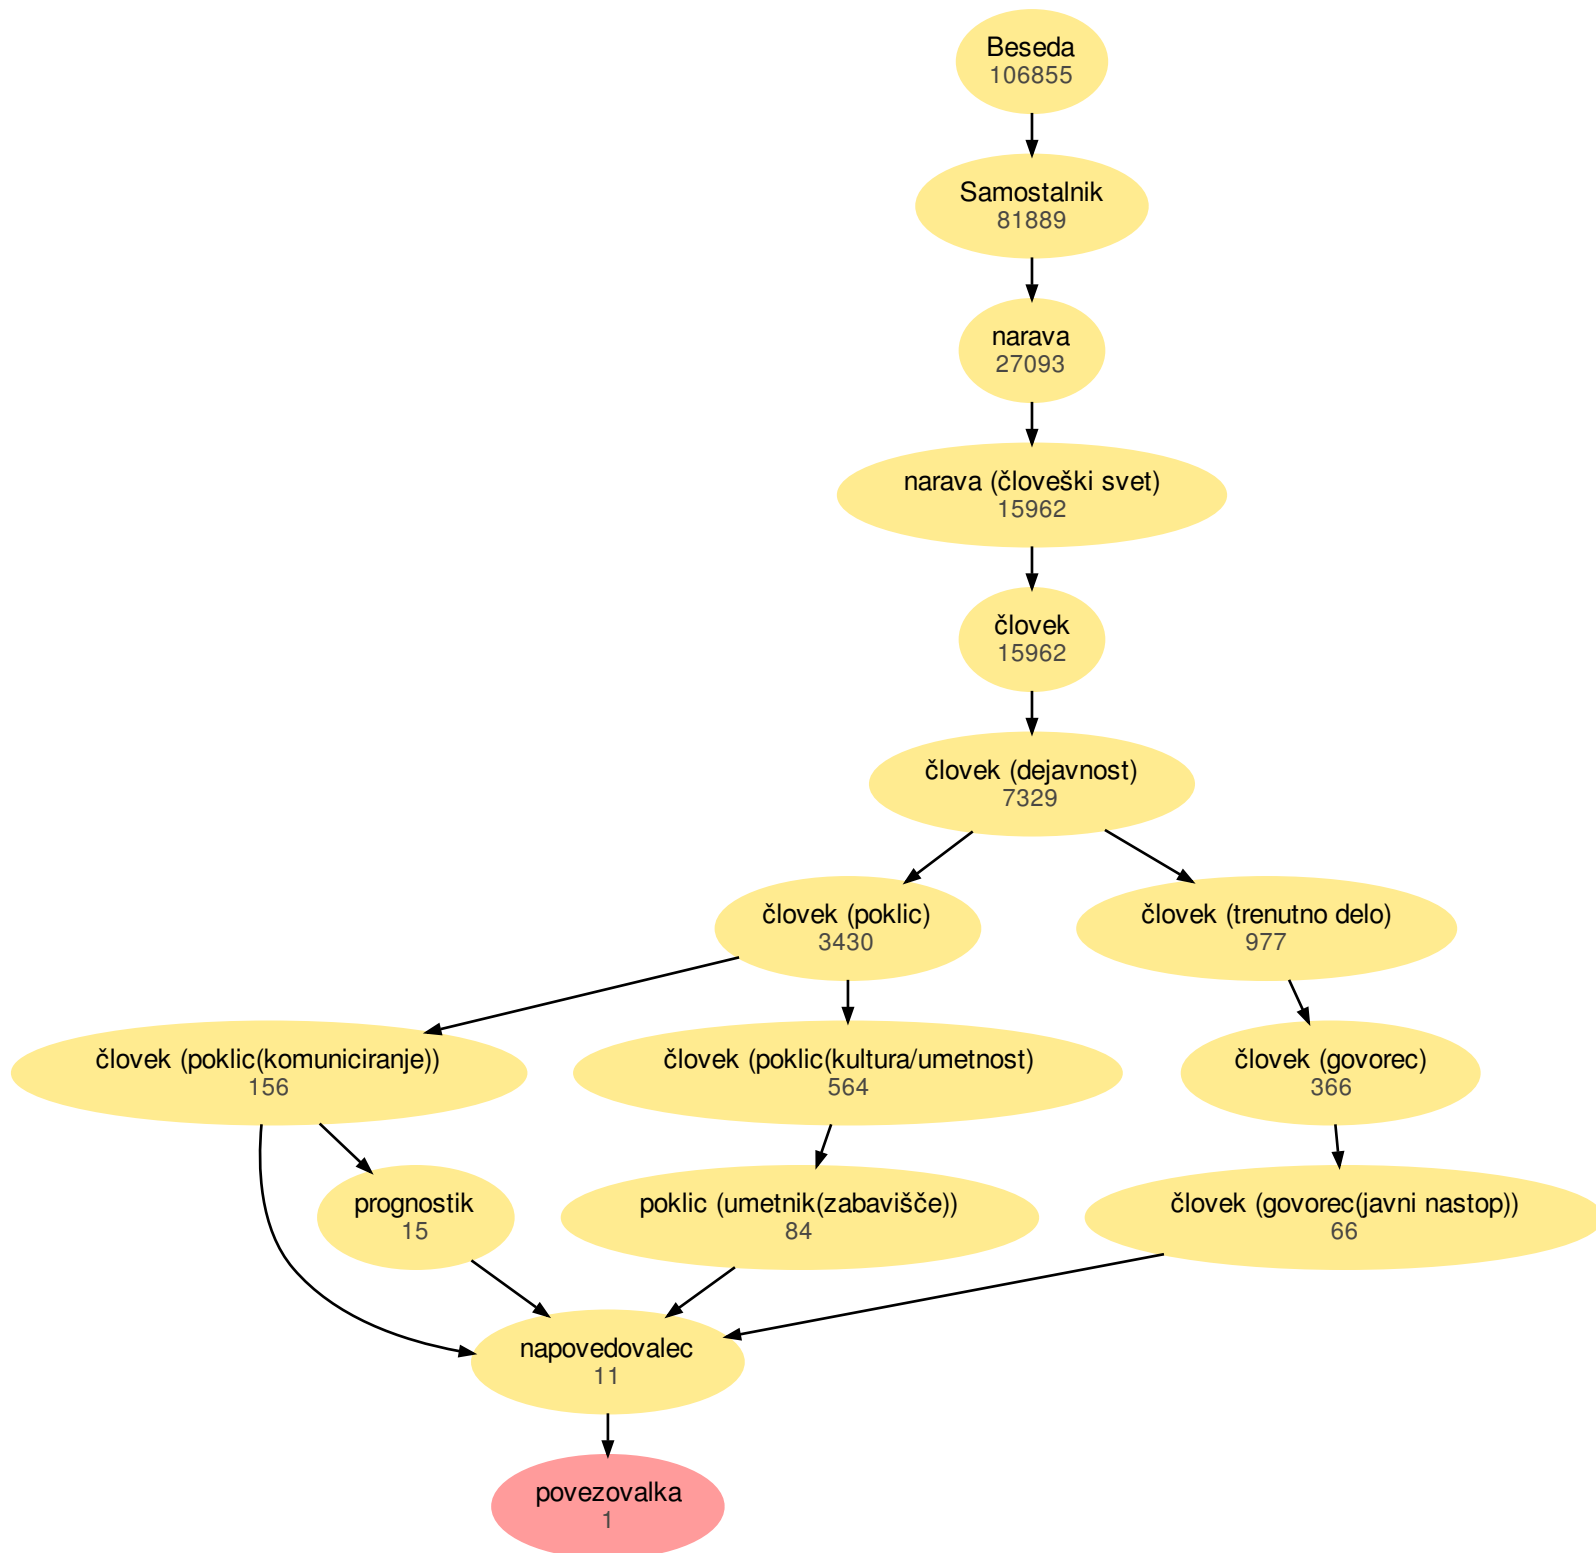 Beseda
106855
Samostalnik
81889
narava
27093
narava (človeški svet)
15962
človek
15962
človek (dejavnost)
7329
človek (poklic)
3430
človek (trenutno delo)
977
človek (poklic(komuniciranje))
156
človek (poklic(kultura/umetnost)
564
človek (govorec)
366
prognostik
15
poklic (umetnik(zabavišče))
84
človek (govorec(javni nastop))
66
napovedovalec
11
povezovalka
1